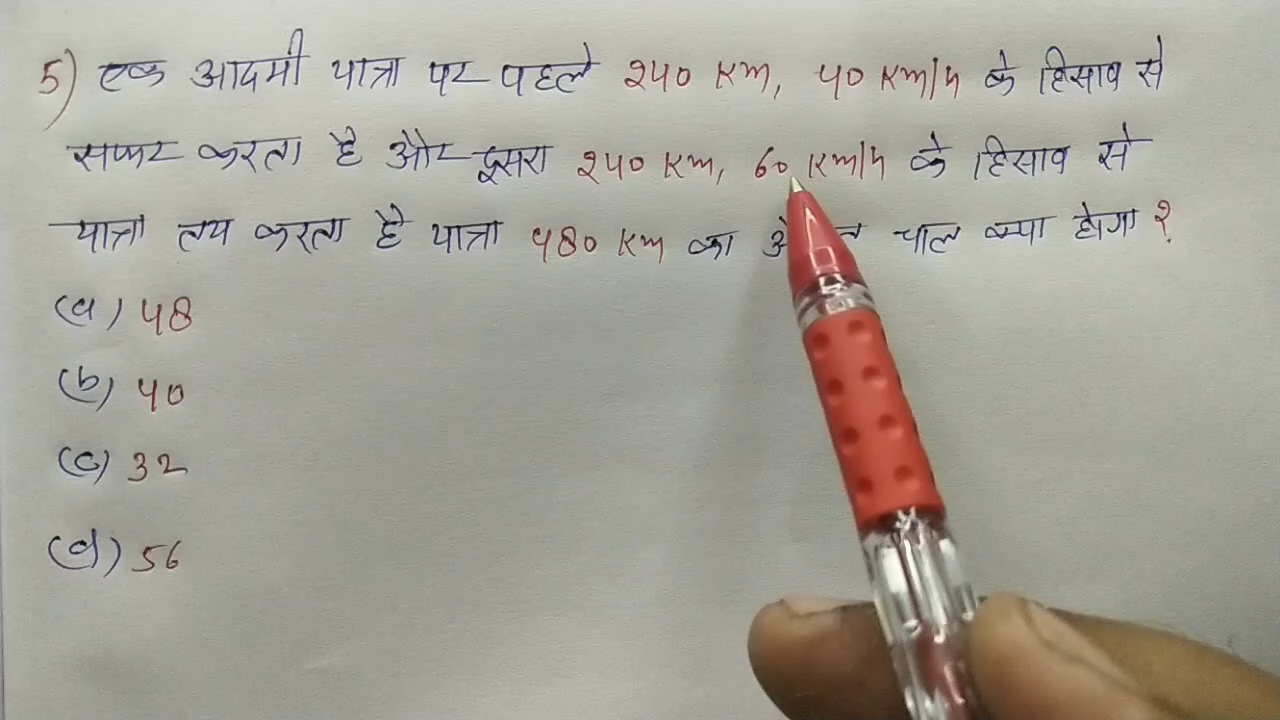 5) एक आदमी यात्रा पर पहले 240 Km, 40 Km/h के हिसाब से
सफर करता है और दूसरा 240 Km, 60 Km/h के हिसाब से
यात्रा तय करता है यात्रा 480 Km का चाल क्या होगा ?
(a) 48
(b) 40
(c) 32
(d) 56